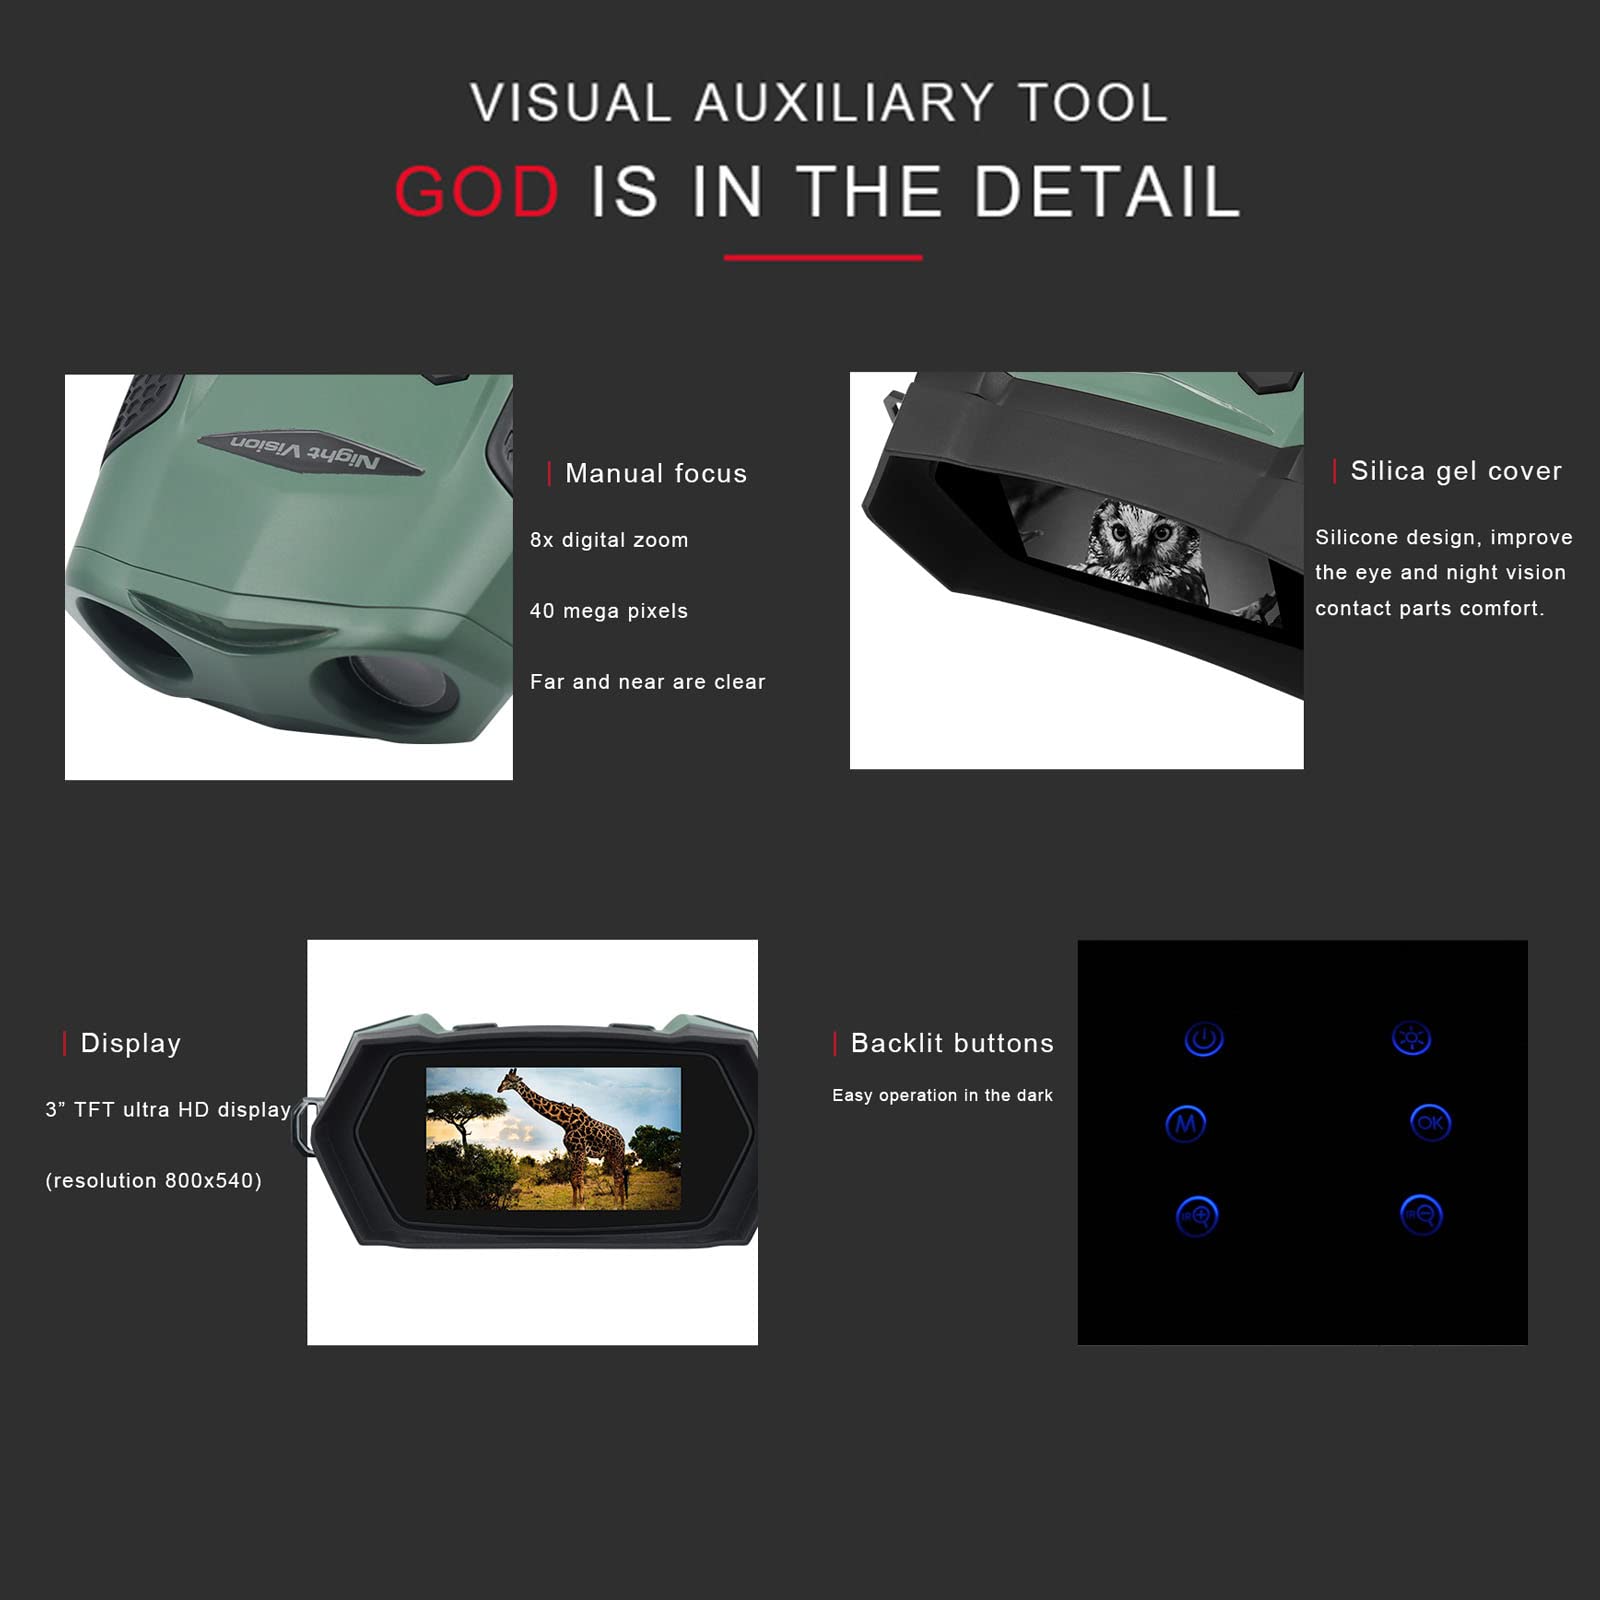 VISUAL AUXILIARY TOOL
GOD IS IN THE DETAIL
Night Vision
Manual focus
8x digital zoom
40 mega pixels
Far and near are clear
Silica gel cover
Silicone design, improve
the eye and night vision
contact parts comfort.
Display
3” TFT ultra HD display
(resolution 800x540)
Backlit buttons
Easy operation in the dark
M
OK
IR
IR